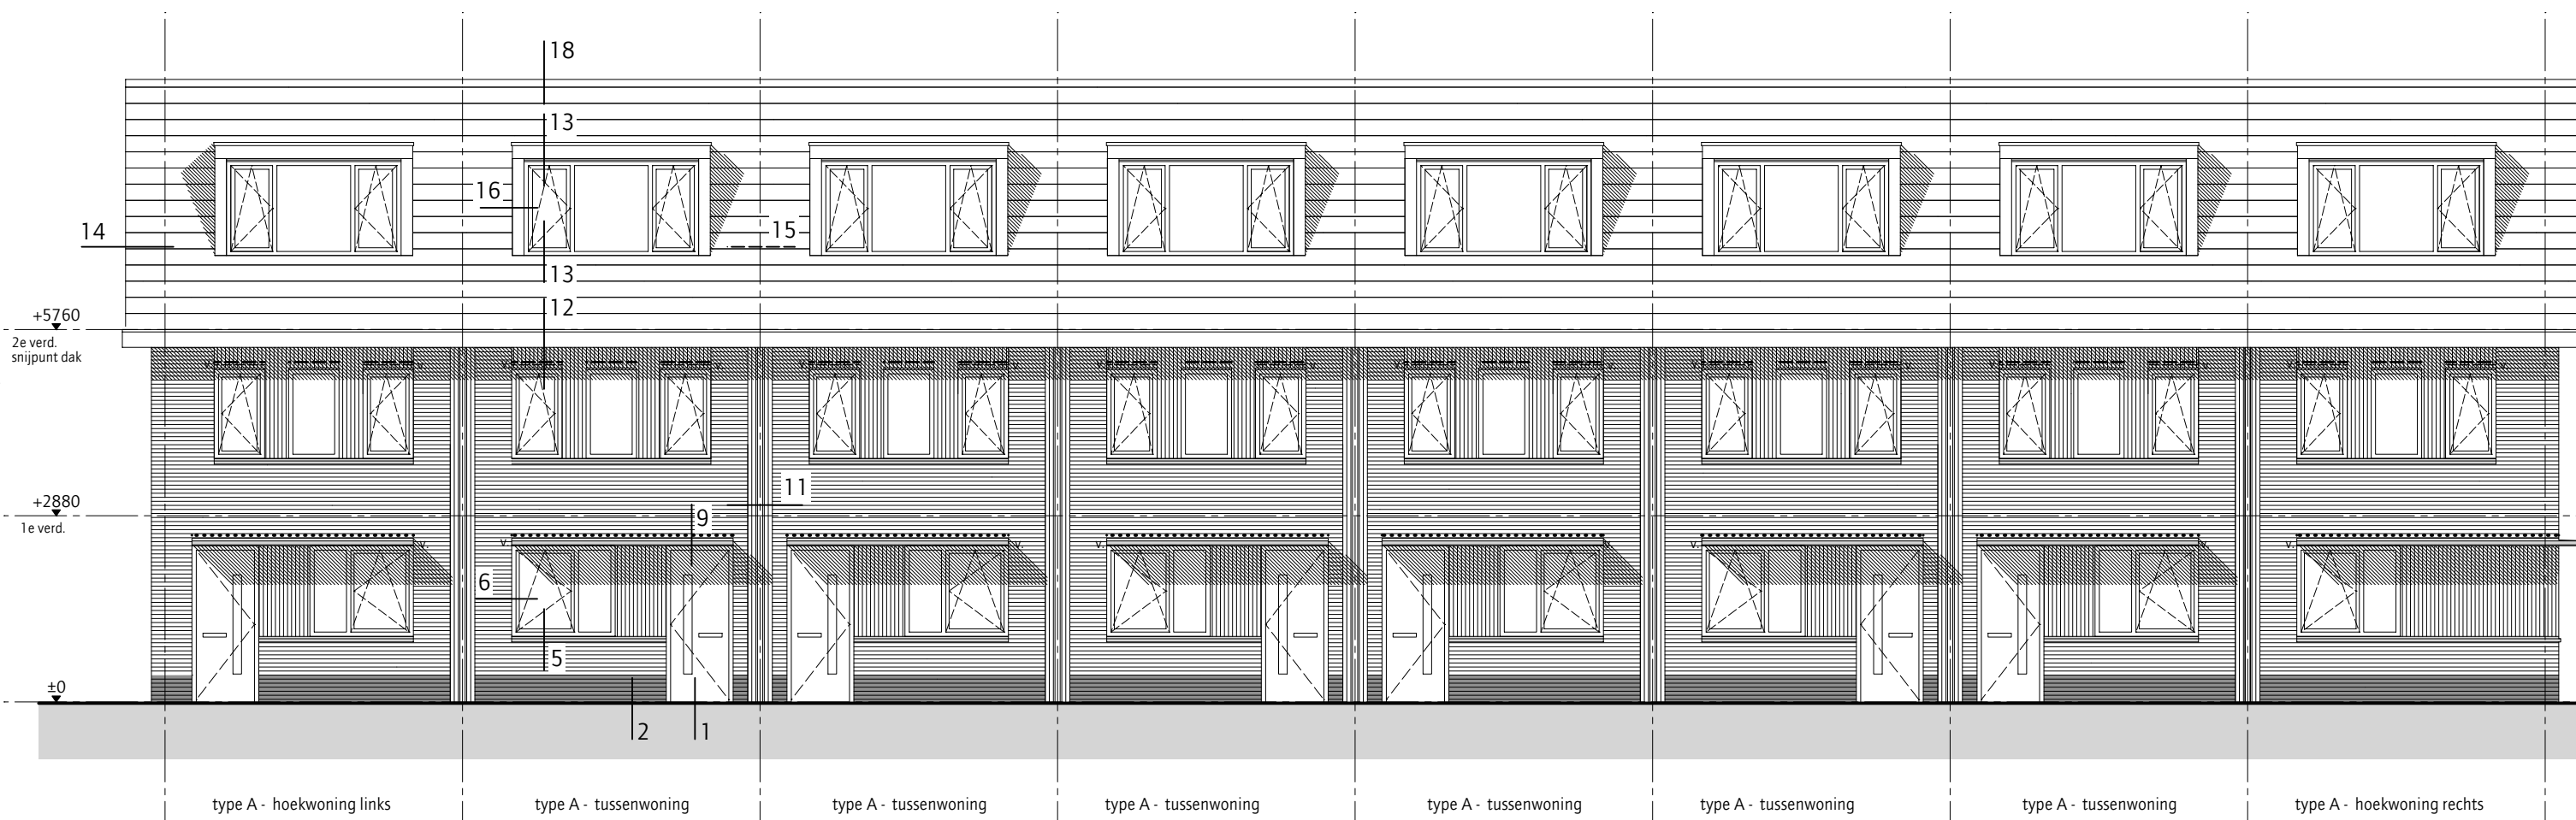 18
13
16
15
14
13
12
+5760
2e verd.
snijpunt dak
11
+2880
9
1e verd.
6
5
±0
2
1
type A - hoekwoning links
type A - tussenwoning
type A - tussenwoning
type A - tussenwoning
type A - tussenwoning
type A - tussenwoning
type A - tussenwoning
type A - hoekwoning rechts